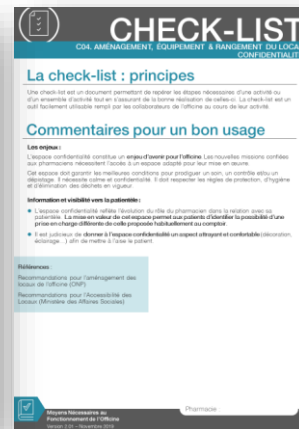 CHECK-LIST
C04. AMÉNAGEMENT, ÉQUIPEMENT & RANGEMENT DU LOCA
CONFIDENTIALIT
La check-list : principes
Une check-list est un document permettant de repérer les étapes nécessaires d'une activité ou
d'un ensemble d'activité tout en s'assurant de la bonne réalisation de celles-ci. La check-list est un
outil facilement utilisable rempli par les collaborateurs de l'officine au cours de leur activité.
Commentaires pour un bon usage
Les enjeux :
L'espace confidentialité constitue un enjeu d'avenir pour l'officine. Les nouvelles missions confiées
aux pharmaciens nécessitent l'accès à un espace adapté pour leur mise en œuvre.
Cet espace doit garantir les meilleures conditions pour prodiguer un soin, un contrôle et/ou un
dépistage. Il nécessite calme et confidentialité. Il doit respecter les règles de protection, d'hygiène
et d'élimination des déchets en vigueur.
Information et visibilité vers la patientèle :
L'espace confidentialité reflète l'évolution du rôle du pharmacien dans la relation avec sa
patientèle. La mise en valeur de cet espace permet aux patients d'identifier la possibilité d'une
prise en charge différente de celle proposée habituellement au comptoir.
Il est judicieux de donner à l'espace confidentialité un aspect attrayant et confortable (décoration,
éclairage...) afin de mettre à l'aise le patient.
Références :
Recommandations pour l'aménagement des
locaux de l'officine (ONP)
Recommandations pour l'Accessibilité des
Locaux (Ministère des Affaires Sociales)
Moyens Nécessaires au
Fonctionnement de l'Officine
Version 2.01 – Novembre 2019
Pharmacie